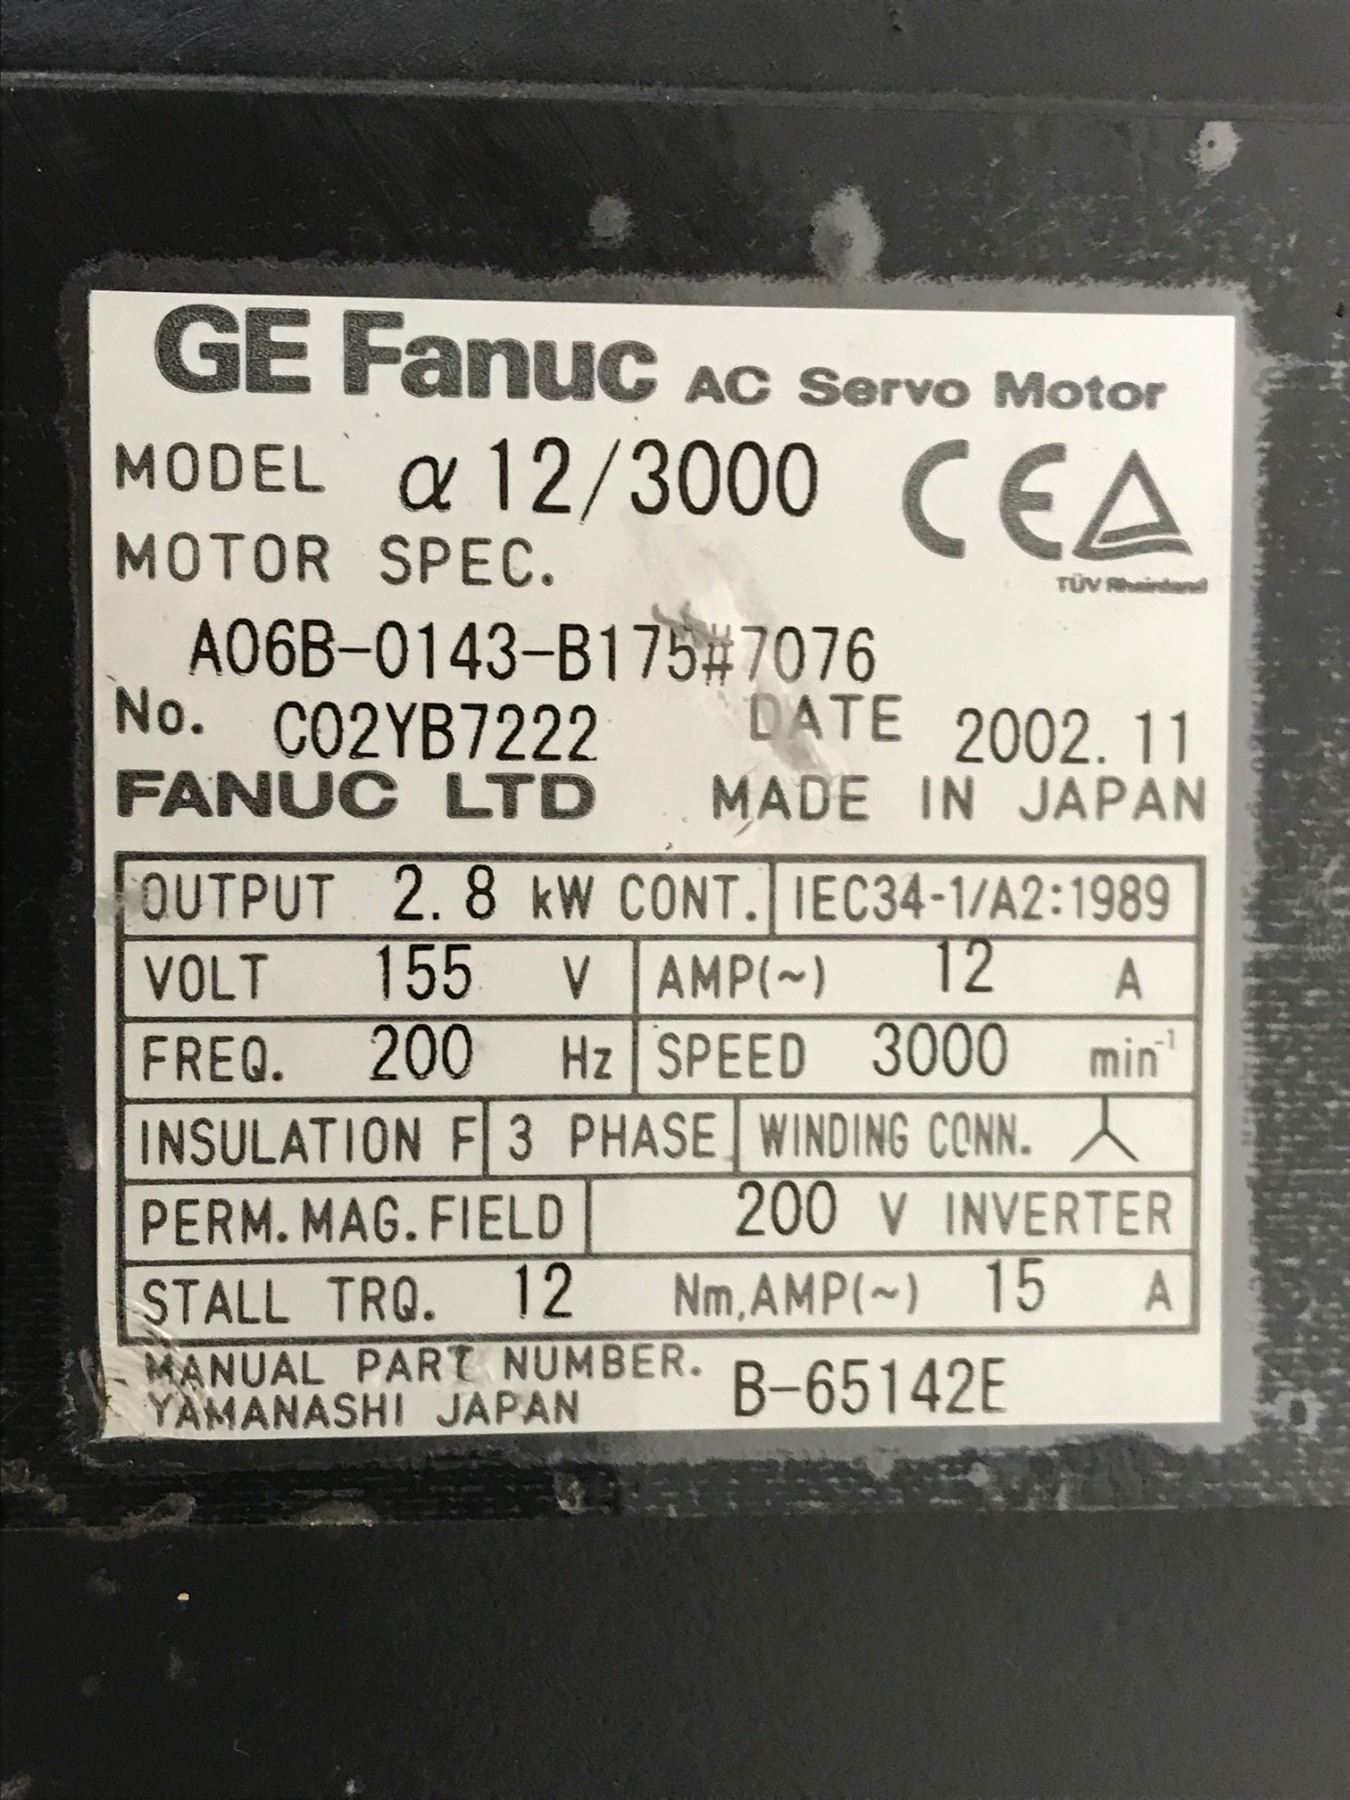 GE Fanuc AC Servo Motor
MODEL α 12/3000 CE
MOTOR SPEC.
TÜV Rheinland
A06B-0143-B175#7076
No. C02YB7222 DATE 2002.11
FANUC LTD MADE IN JAPAN
OUTPUT 2.8 kW CONT. IEC34-1/A2:1989
VOLT 155 V AMP(~) 12 A
FREQ. 200 Hz SPEED 3000 min⁻¹
INSULATION F 3 PHASE WINDING CONN.
PERM. MAG. FIELD 200 V INVERTER
STALL TRQ. 12 Nm, AMP(~) 15 A
MANUAL PART NUMBER. B-65142E
YAMANASHI JAPAN